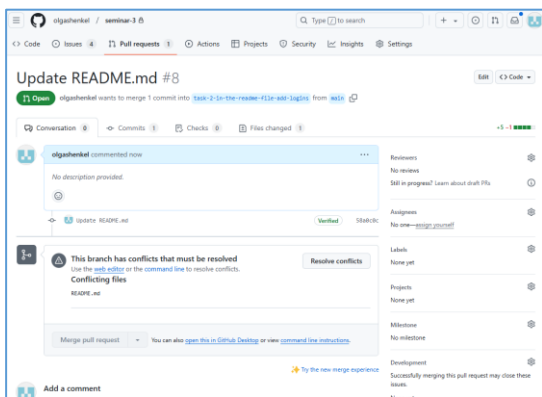 olgashenkel / seminar-3
Type / to search
Code Issues 4 Pull requests 1 Actions Projects Security Insights Settings
Update README.md #8
Edit <> Code
Open olgashenkel wants to merge 1 commit into task-2-in-the-readme-file-add-logini from main
Conversation 0 Commits 1 Checks 0 Files changed 1 +5 -1
olgashenkel commented now
No description provided.
Update README.md Verified
This branch has conflicts that must be resolved
Use the web editor or the command line to resolve conflicts.
Resolve conflicts
Conflicting files
README.md
Merge pull request You can also open this in GitHub Desktop or view command line instructions.
Try the new merge experience
Add a comment
Reviewers
No reviews
Still in progress? Learn about draft PRs
Assignees
No one—assign yourself
Labels
None yet
Projects
None yet
Milestone
No milestone
Development
Successfully merging this pull request may close these
issues.